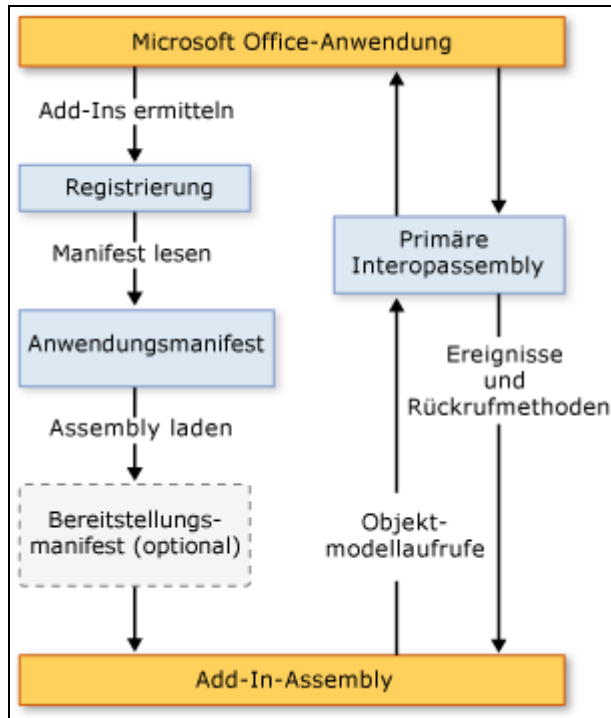 Microsoft Office-Anwendung
Add-Ins ermitteln
Registrierung
Manifest lesen
Anwendungsmanifest
Assembly laden
Bereitstellungs-
manifest (optional)
Primäre
Interopassembly
Ereignisse
und
Rückrufmethoden
Objekt-
modellaufrufe
Add-In-Assembly